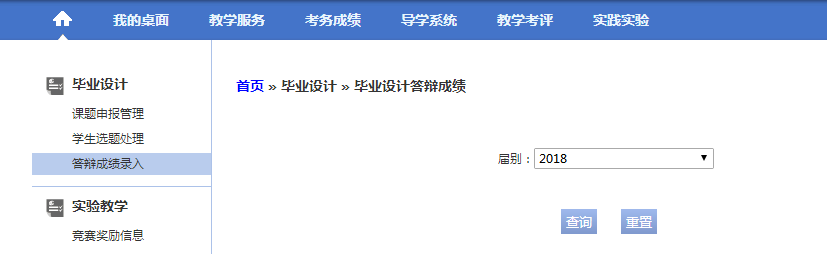 我的桌面 教学服务 考务成绩 导学系统 教学考评 实践实验
毕业设计
课题申报管理
学生选题处理
答辩成绩录入
实验教学
竞赛奖励信息
首页 » 毕业设计 » 毕业设计答辩成绩
届别：2018
查询 重置